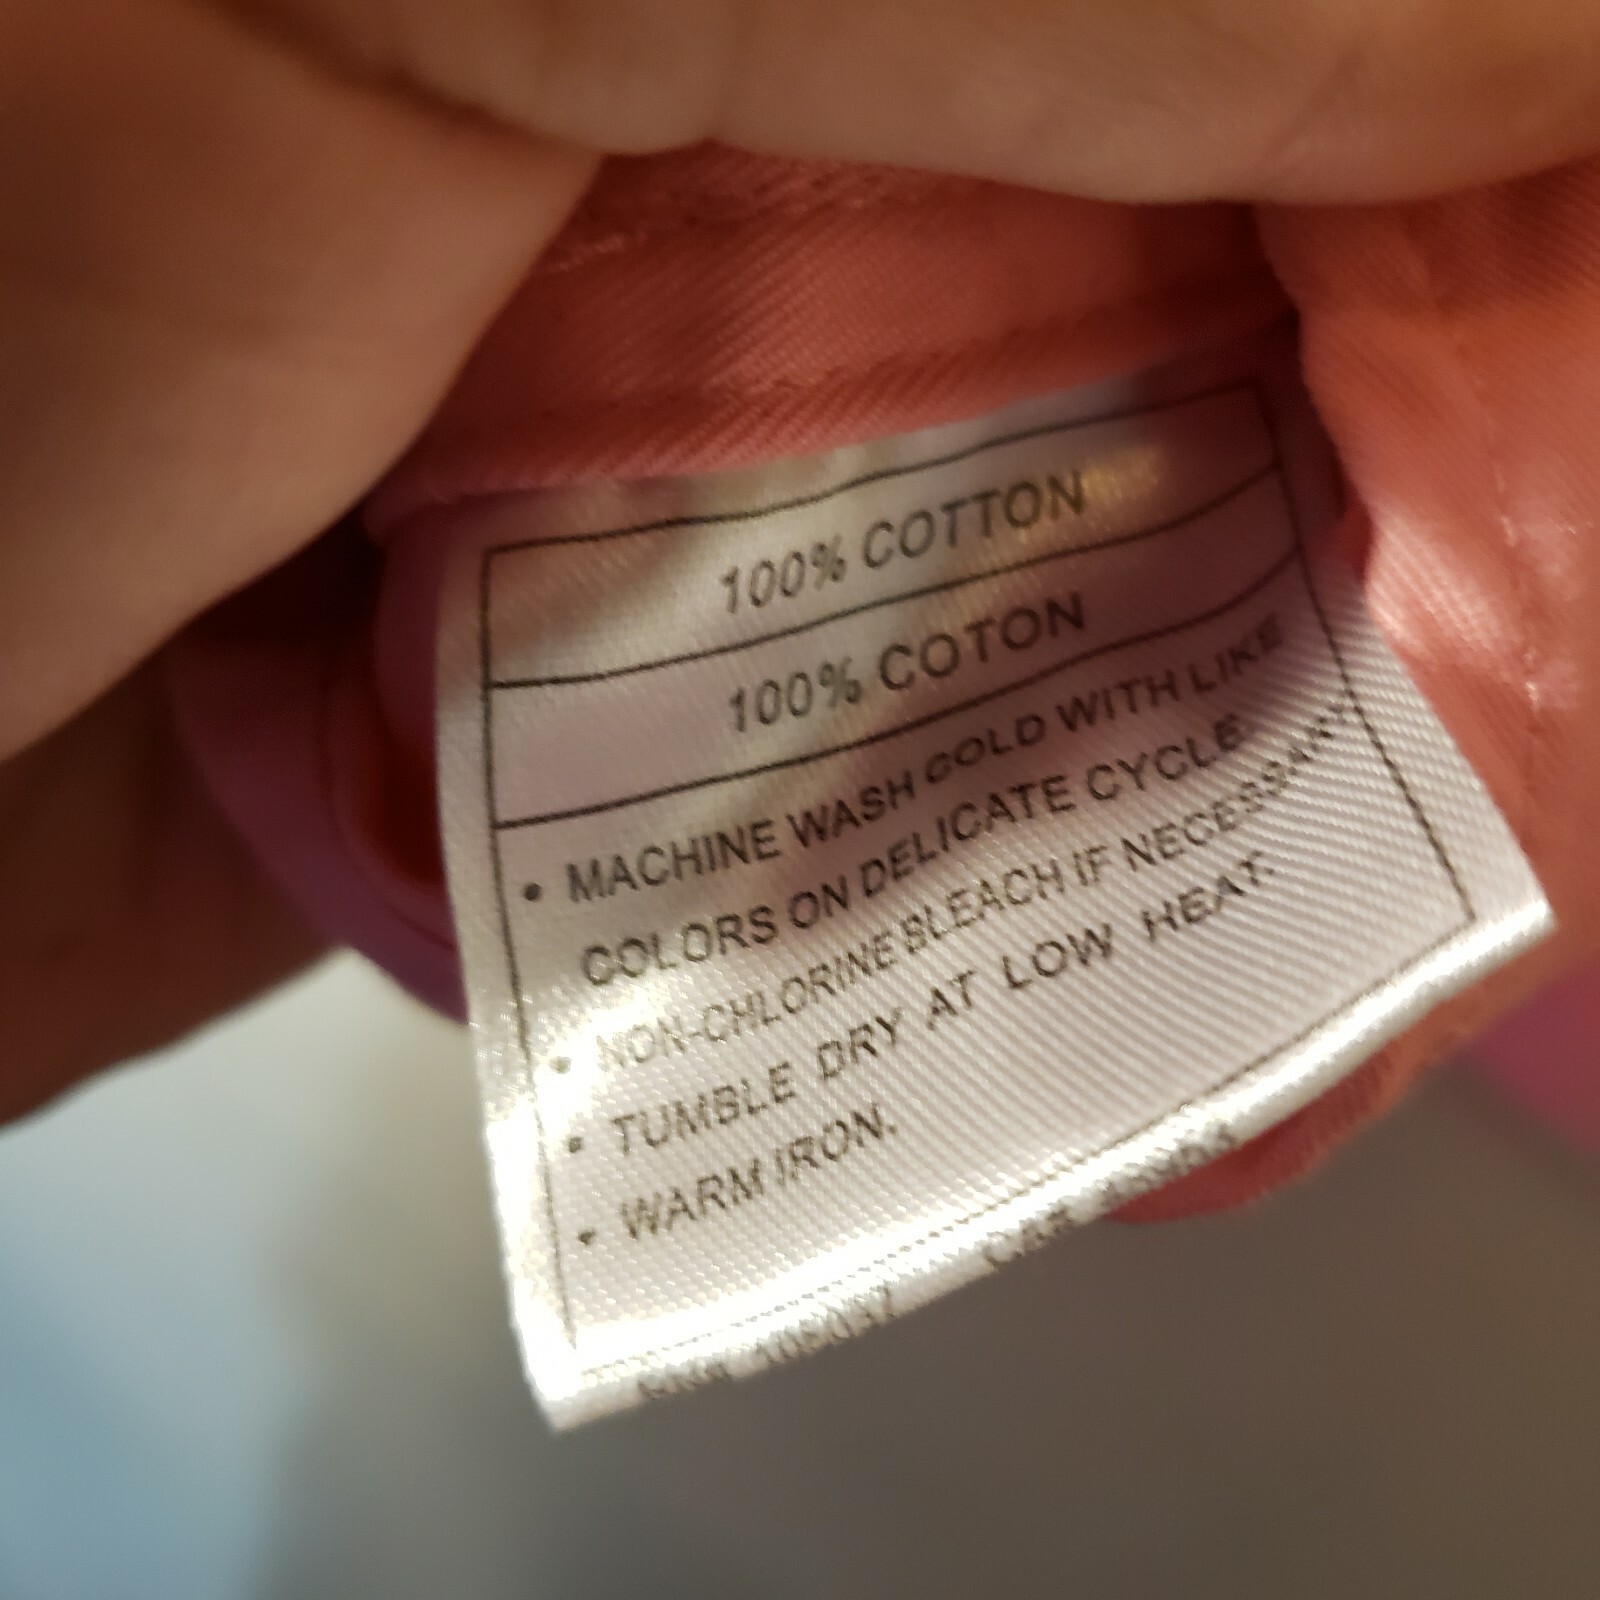 100% COTTON
100% COTON
• MACHINE WASH COLD WITH LIKE
COLORS ON DELICATE CYCLE.
• NON-CHLORINE BLEACH IF NECESSARY
• TUMBLE DRY AT LOW HEAT.
• WARM IRON.